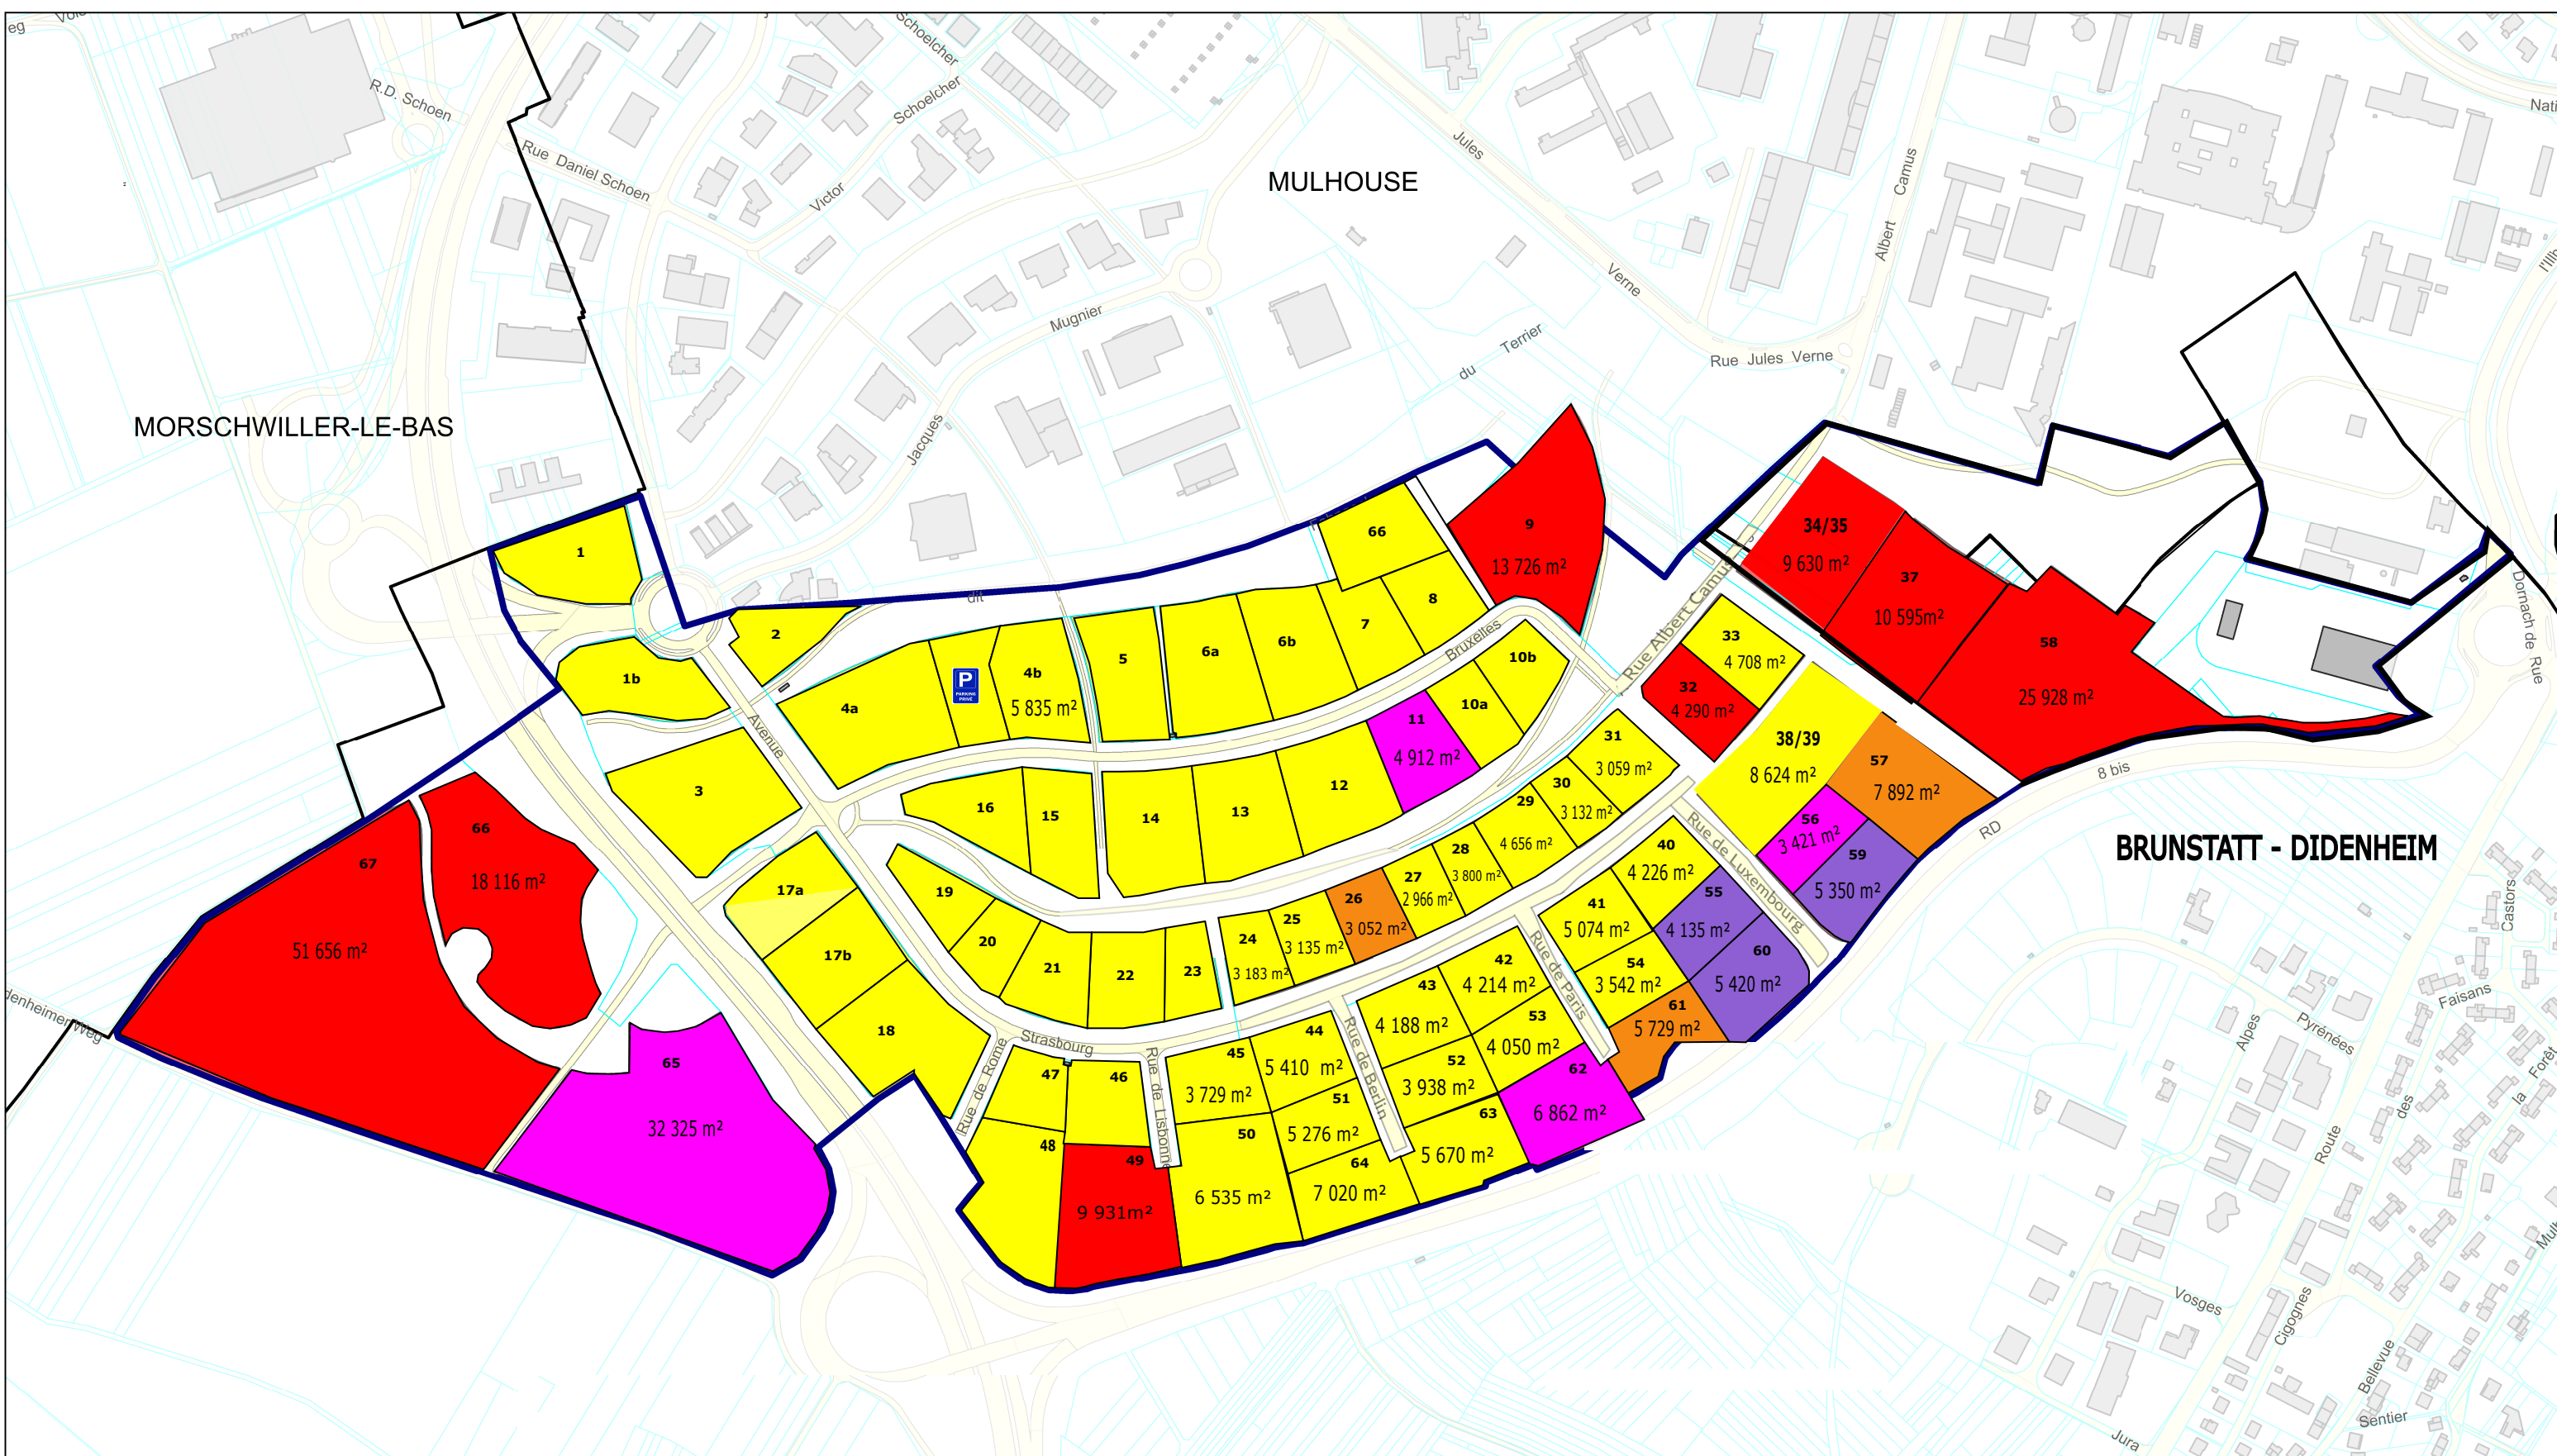 eg
R.D. Schoen
Rue Daniel Schoen
Schoelcher
Schoelcher
Victor
MULHOUSE
Jules
Verne
Albert Camus
Rue Jules Verne
du Terrier
Mugnier
Jacques
MORSCHWILLER-LE-BAS
Nati
l'Ill
Dornach de Rue
dit
1
1b
2
3
4a
P
PARKING
PRIVÉ
4b
5 835 m²
5
6a
6b
7
8
66
9
13 726 m²
Bruxelles
10b
10a
11
4 912 m²
12
13
14
15
16
Avenue
Rue Albert Camus
34/35
9 630 m²
37
10 595m²
58
25 928 m²
33
4 708 m²
32
4 290 m²
38/39
8 624 m²
57
7 892 m²
56
3 421 m²
59
5 350 m²
8 bis
RD
BRUNSTATT - DIDENHEIM
31
3 059 m²
30
3 132 m²
29
4 656 m²
28
3 800 m²
27
2 966 m²
26
3 052 m²
25
3 135 m²
24
3 183 m²
23
22
21
20
19
17a
17b
18
66
18 116 m²
67
51 656 m²
65
32 325 m²
denheimer Weg
Rue de Luxembourg
40
4 226 m²
41
5 074 m²
55
4 135 m²
60
5 420 m²
54
3 542 m²
61
5 729 m²
Rue de Paris
42
4 214 m²
43
4 188 m²
53
4 050 m²
52
3 938 m²
62
6 862 m²
63
5 670 m²
Rue de Berlin
44
5 410 m²
45
3 729 m²
51
5 276 m²
50
6 535 m²
64
7 020 m²
Strasbourg
Rue de Rome
Rue de Lisbonne
47
46
48
49
9 931m²
Castors
Faisans
Pyrénées
Alpes
Forêt
la
des
Route
Vosges
Cigognes
Bellevue
Sentier
Jura